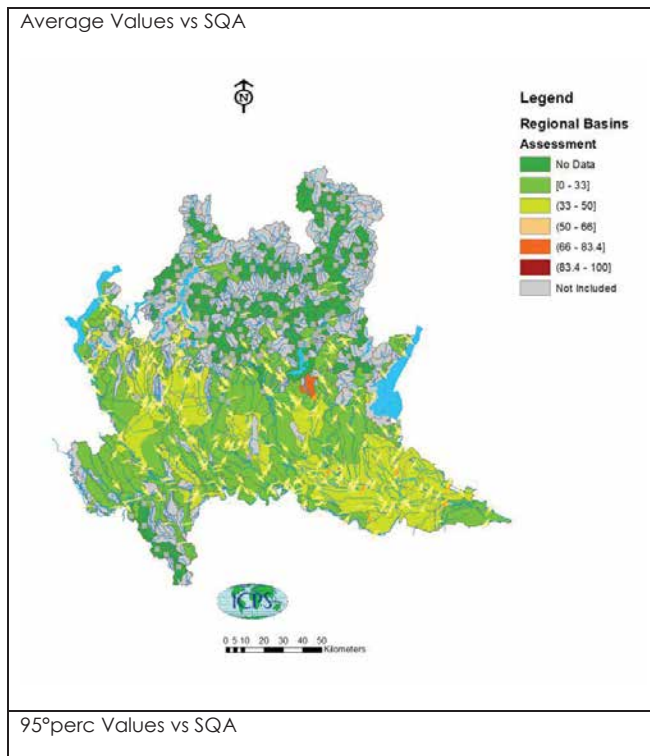 Average Values vs SQA
N
Legend
Regional Basins
Assessment
No Data
[0 - 33]
(33 - 50]
(50 - 66]
(66 - 83.4]
(83.4 - 100]
Not Included
ICPS
0 5 10 20 30 40 50
Kilometers
95°perc Values vs SQA